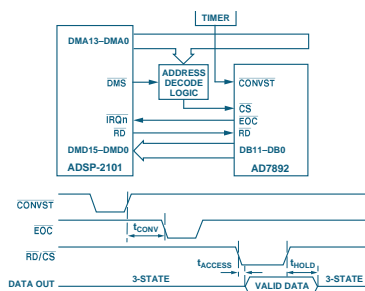 TIMER
DMA13–DMA0
ADDRESS
DECODE
LOGIC
DMS
CONVST
CS
IRQn
EOC
RD
RD
DMD15–DMD0
DB11–DB0
ADSP-2101
AD7892
CONVST
tCONV
EOC
RD/CS
tACCESS
tHOLD
DATA OUT
3-STATE
VALID DATA
3-STATE